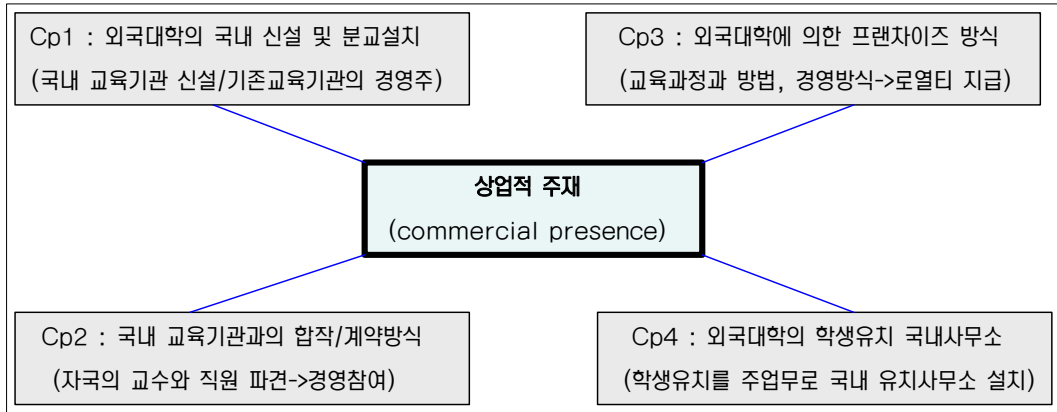 Cp1 : 외국대학의 국내 신설 및 분교설치
(국내 교육기관 신설/기존교육기관의 경영주)
Cp3 : 외국대학에 의한 프랜차이즈 방식
(교육과정과 방법, 경영방식->로열티 지급)
상업적 주재
(commercial presence)
Cp2 : 국내 교육기관과의 합작/계약방식
(자국의 교수와 직원 파견->경영참여)
Cp4 : 외국대학의 학생유치 국내사무소
(학생유치를 주업무로 국내 유치사무소 설치)